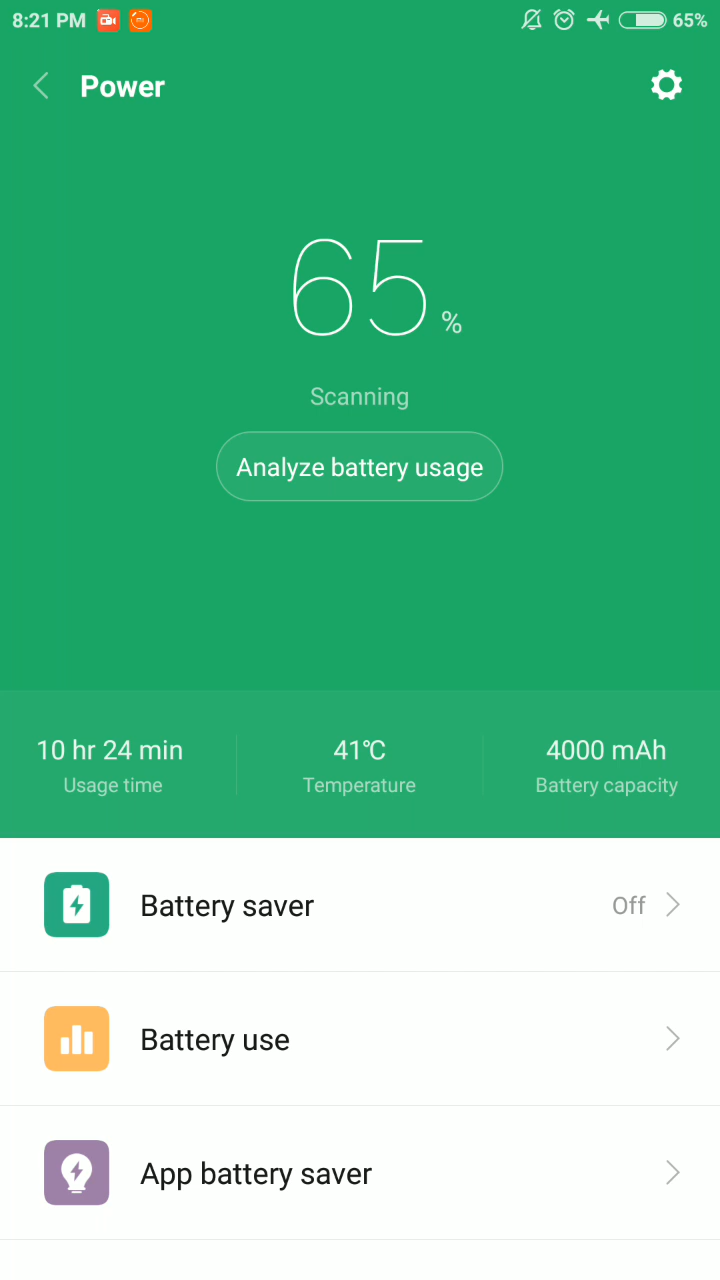 8:21 PM 65%
Power
65 %
Scanning
Analyze battery usage
10 hr 24 min 41℃ 4000 mAh
Usage time Temperature Battery capacity
Battery saver Off
Battery use
App battery saver